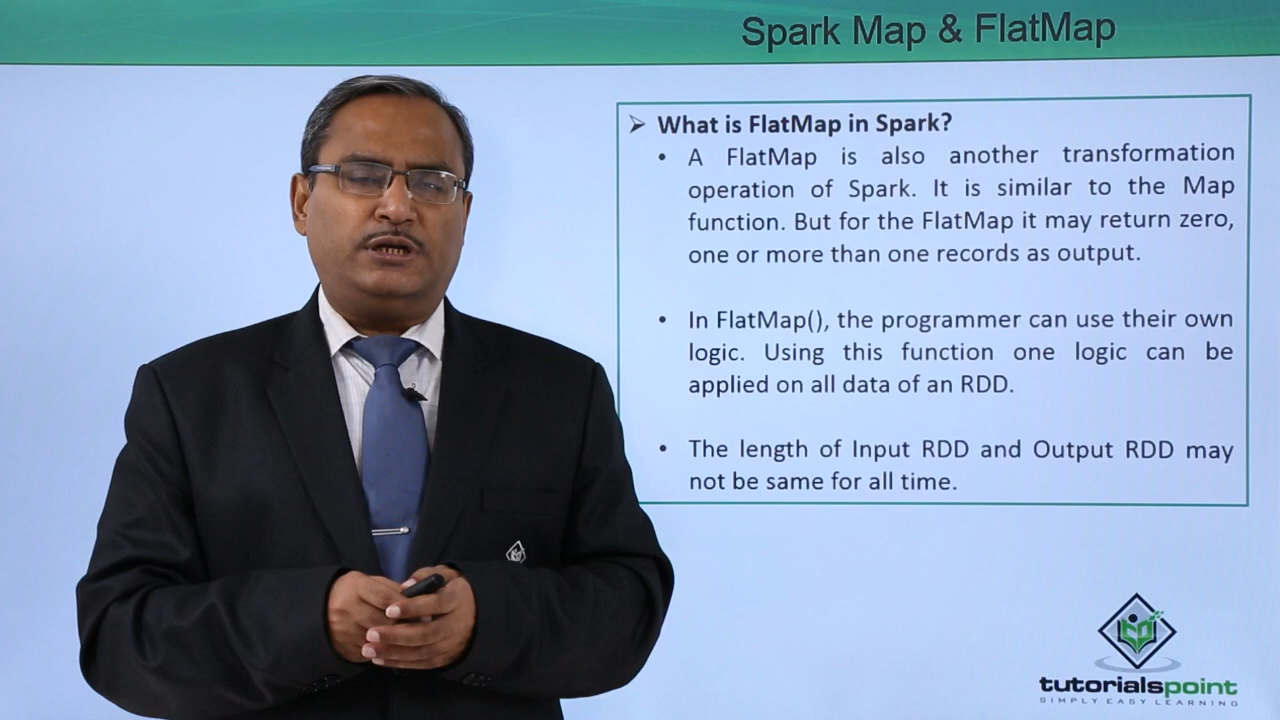 Spark Map & FlatMap
➢ What is FlatMap in Spark?
• A FlatMap is also another transformation
operation of Spark. It is similar to the Map
function. But for the FlatMap it may return zero,
one or more than one records as output.
• In FlatMap(), the programmer can use their own
logic. Using this function one logic can be
applied on all data of an RDD.
• The length of Input RDD and Output RDD may
not be same for all time.
tutorialspoint
SIMPLY EASY LEARNING